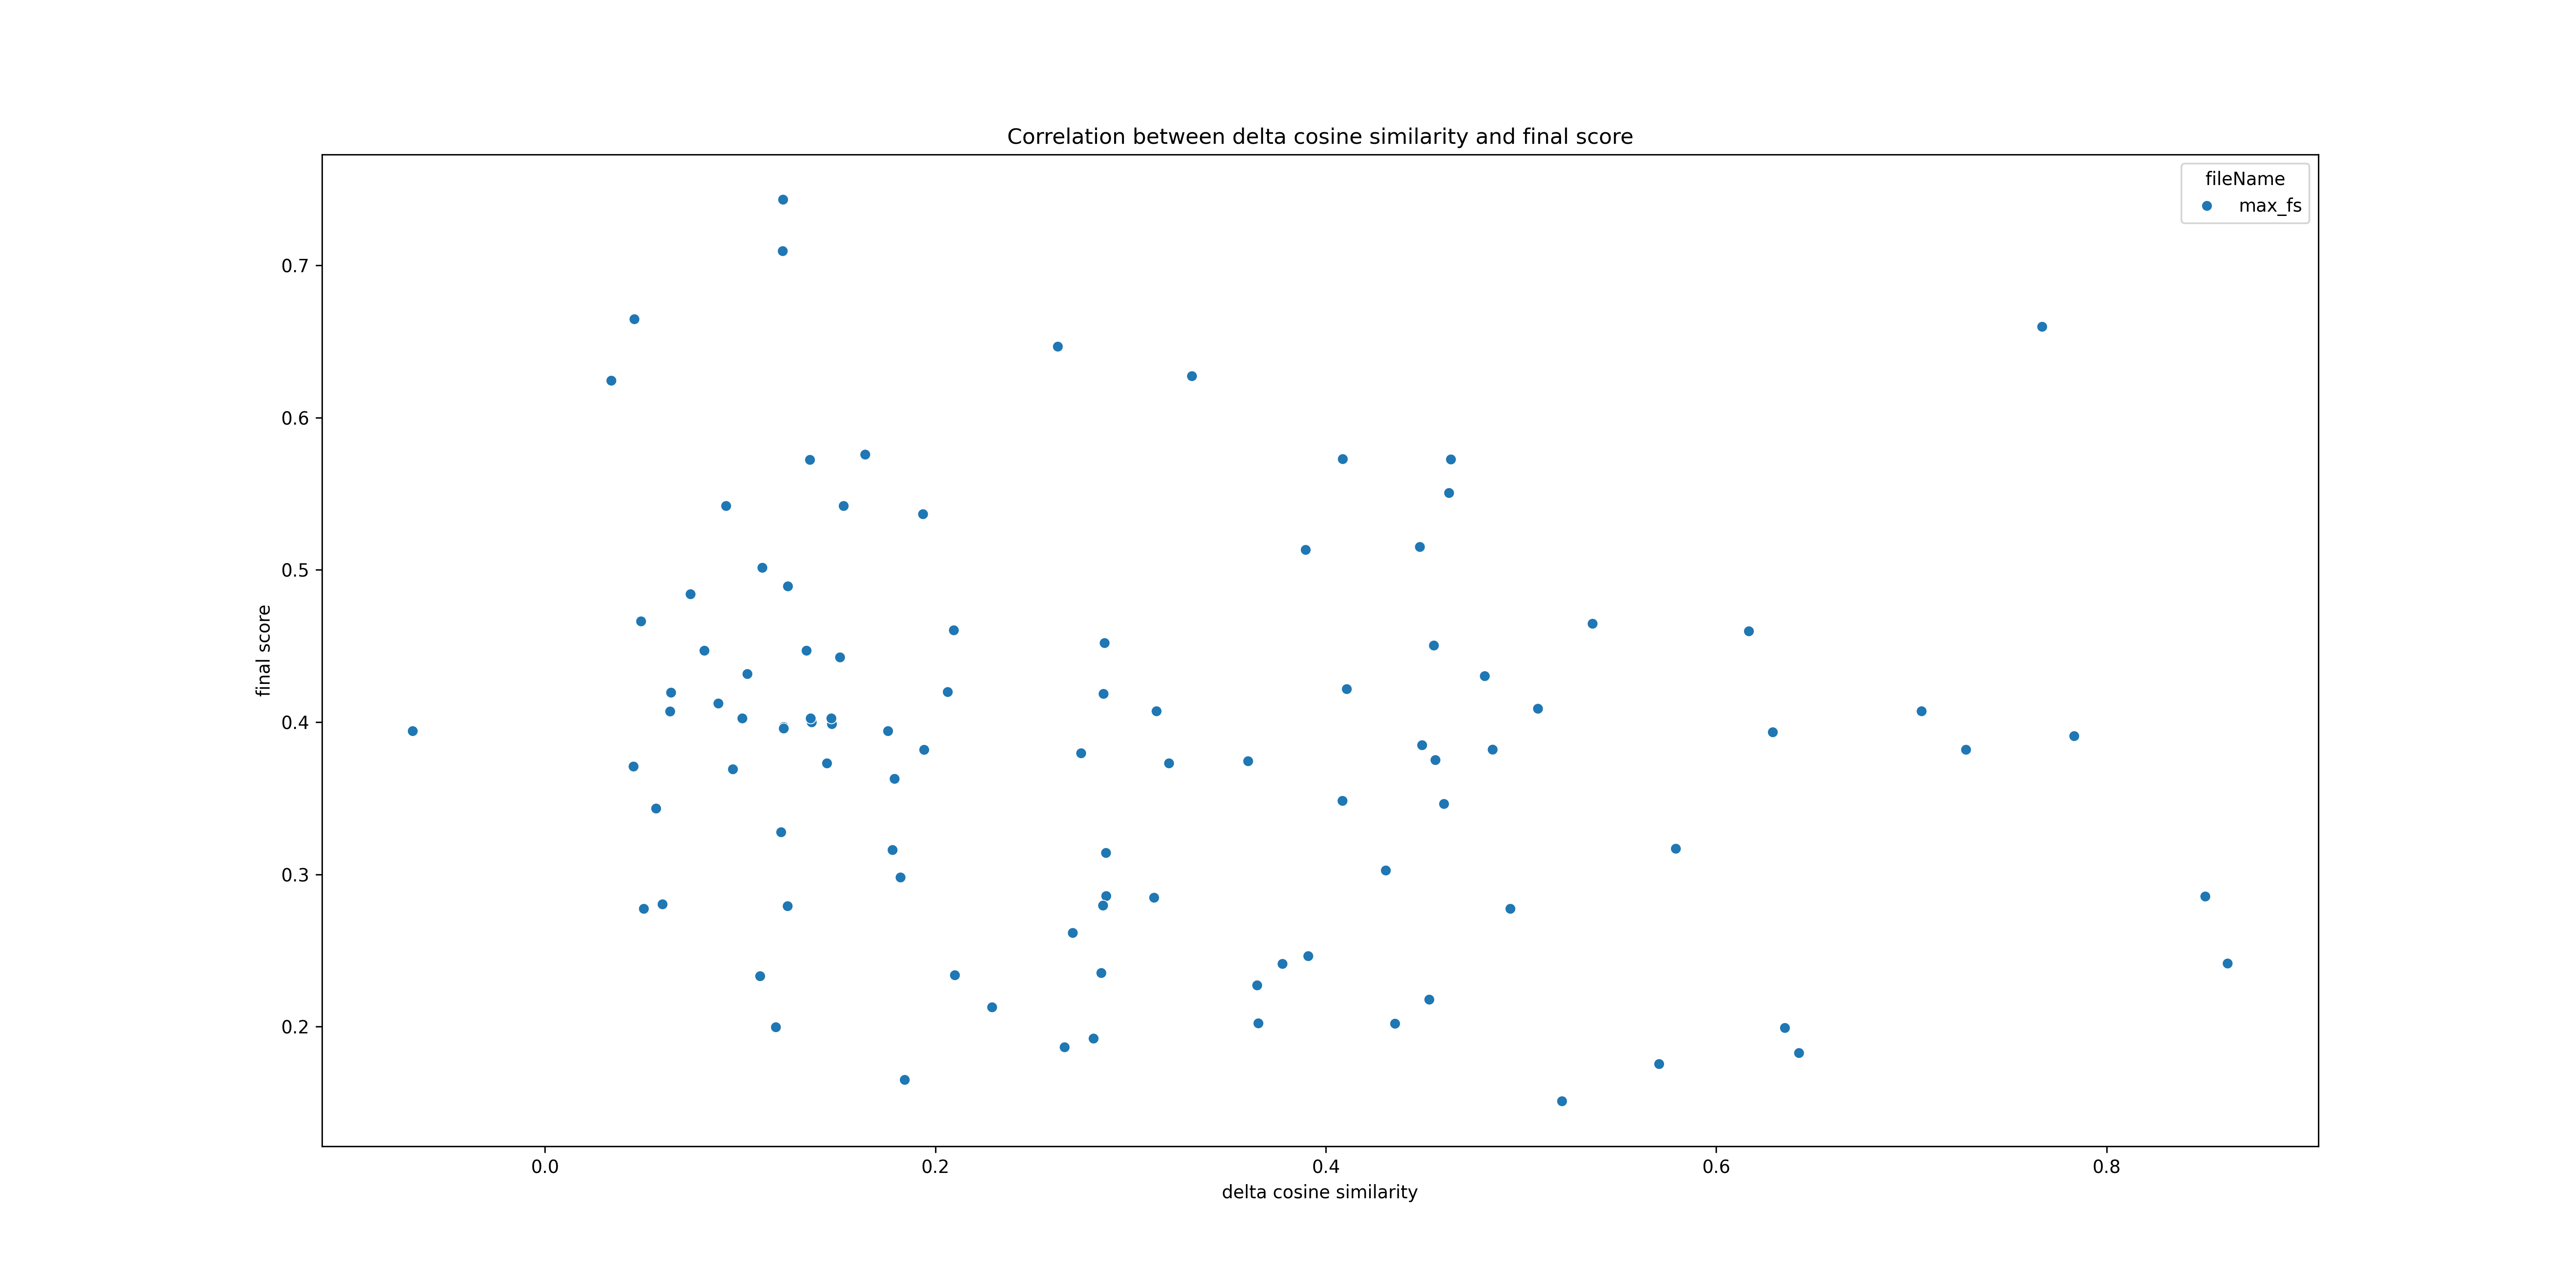 Correlation between delta cosine similarity and final score
fileName
max_fs
0.7
0.6
0.5
0.4
0.3
0.2
final score
0.0
0.2
0.4
0.6
0.8
delta cosine similarity